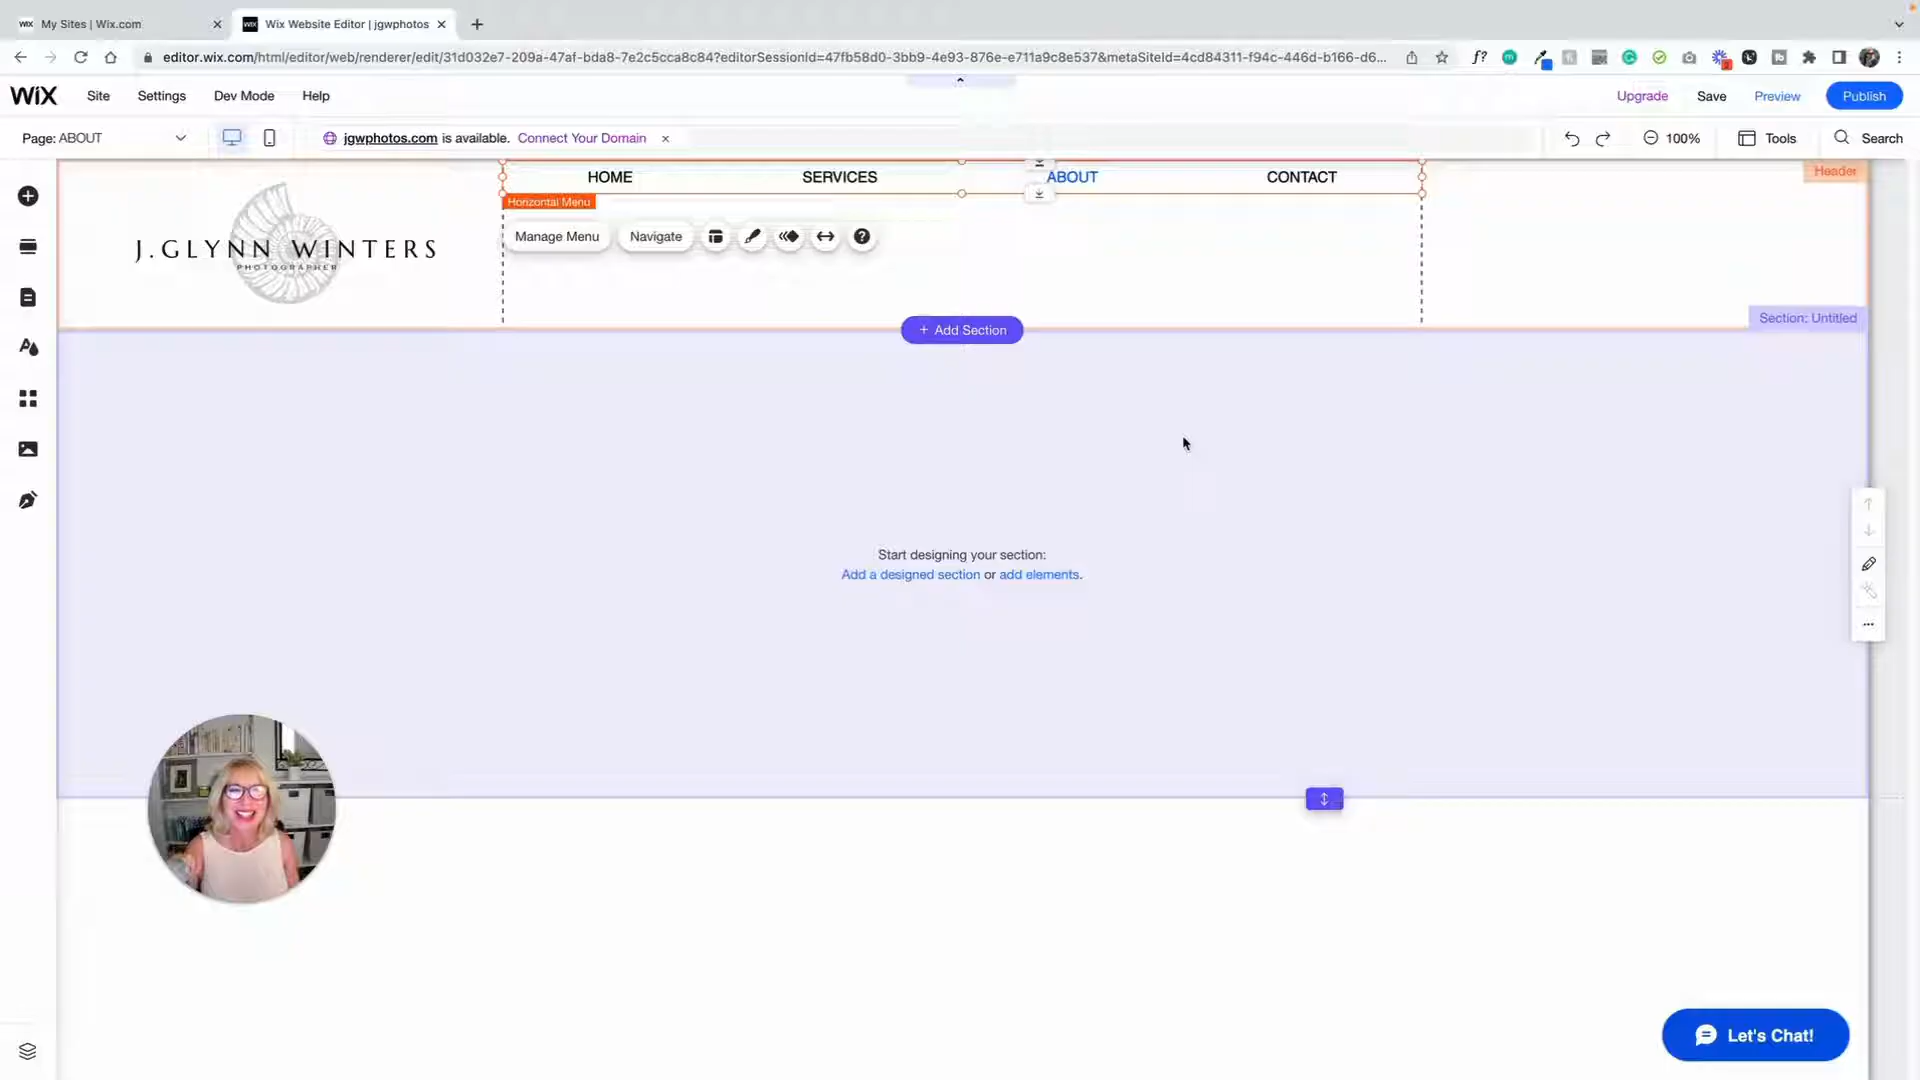 WIX My Sites | Wix.com
WIX Wix Website Editor | jgwphotos
editor.wix.com/html/editor/web/renderer/edit/31d032e7-209a-47af-bda8-7e2c5cca8c84?editorSessionId=47fb58d0-3bb9-4e93-876e-e711a9c8e537&metaSiteId=4cd84311-f94c-446d-b166-d6...
f?
WIX Site Settings Dev Mode Help Upgrade Save Preview Publish
Page: ABOUT jgwphotos.com is available. Connect Your Domain 100% Tools Search
HOME SERVICES ABOUT CONTACT
Header
Horizontal Menu
Manage Menu Navigate ?
J.GLYNN WINTERS
PHOTOGRAPHER
Section: Untitled
+ Add Section
Start designing your section:
Add a designed section or add elements.
Let's Chat!